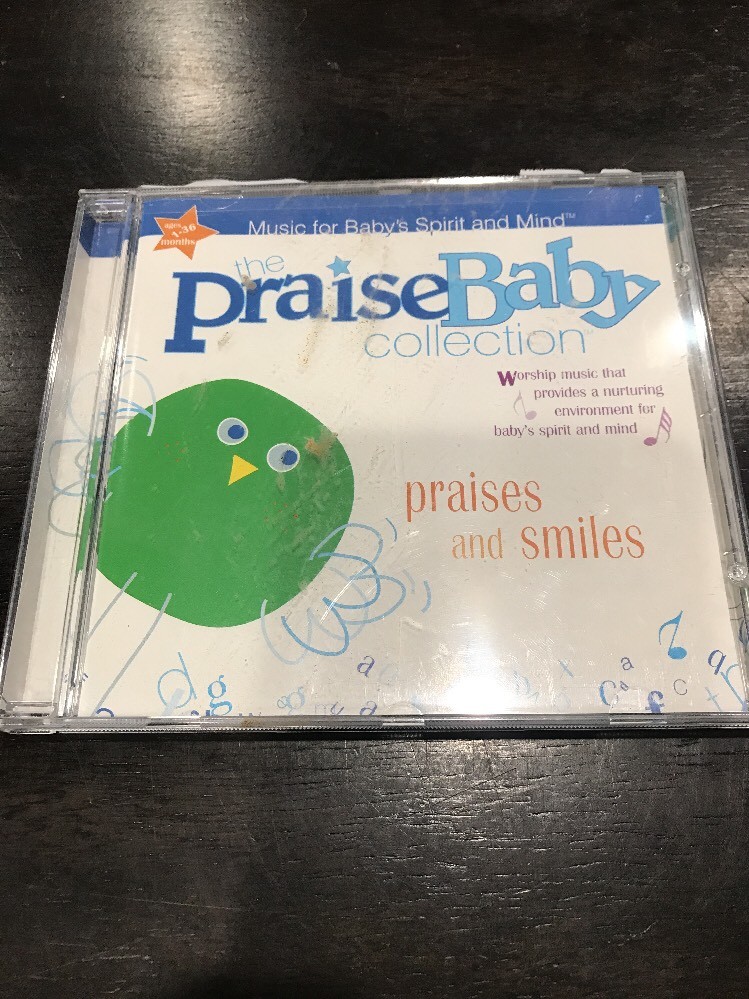 Music for Baby's Spirit and Mind™
ages
1-36
months
the
praiseBaby
collection™
Worship music that
provides a nurturing
environment for
baby's spirit and mind
praises
and smiles
d g
a
a
a
c a
f c
t
q